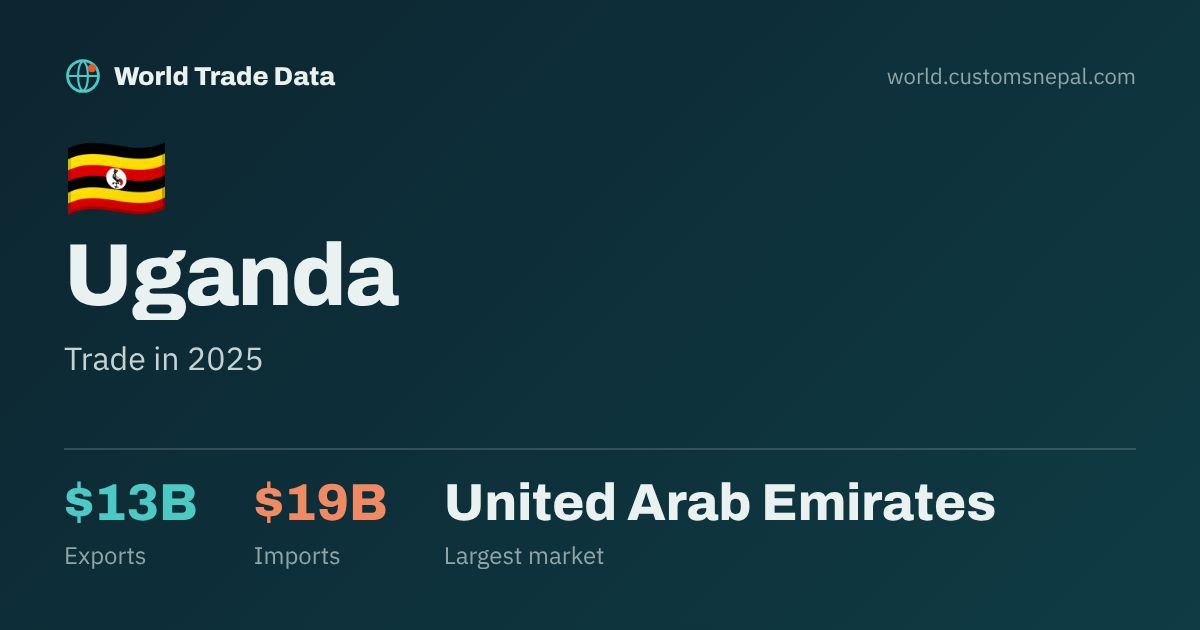 World Trade Data
world.customsnepal.com
Uganda
Trade in 2025
$13B
Exports
$19B
Imports
United Arab Emirates
Largest market